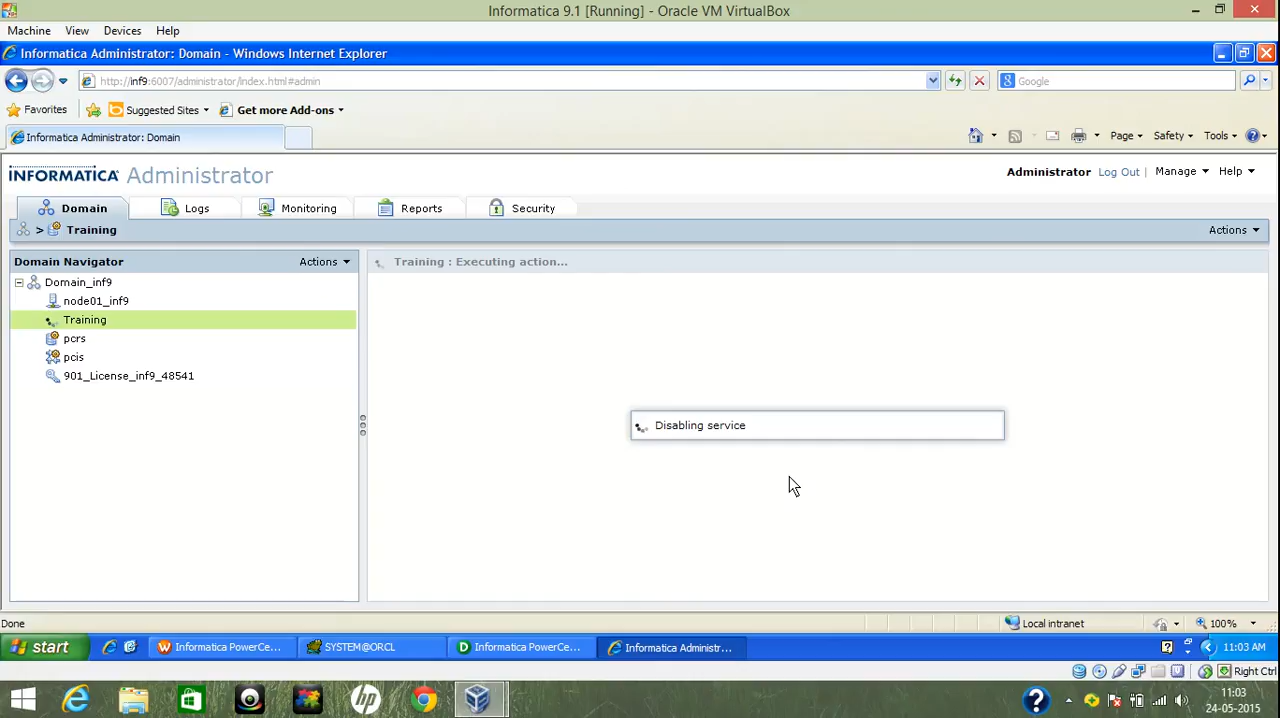 Informatica 9.1 [Running] - Oracle VM VirtualBox
Machine View Devices Help
Informatica Administrator: Domain - Windows Internet Explorer
http://inf9:6007/administrator/index.html#admin
Google
Favorites Suggested Sites Get more Add-ons
Informatica Administrator: Domain
Page Safety Tools
INFORMATICA Administrator
Administrator Log Out Manage Help
Domain Logs Monitoring Reports Security
> Training
Actions
Domain Navigator Actions
Training : Executing action...
Domain_inf9
node01_inf9
Training
pcrs
pcis
901_License_inf9_48541
Disabling service
Done
Local intranet
100%
start
Informatica PowerCe...
SYSTEM@ORCL
Informatica PowerCe...
Informatica Administr...
11:03 AM
Right Ctrl
11:03
24-05-2015